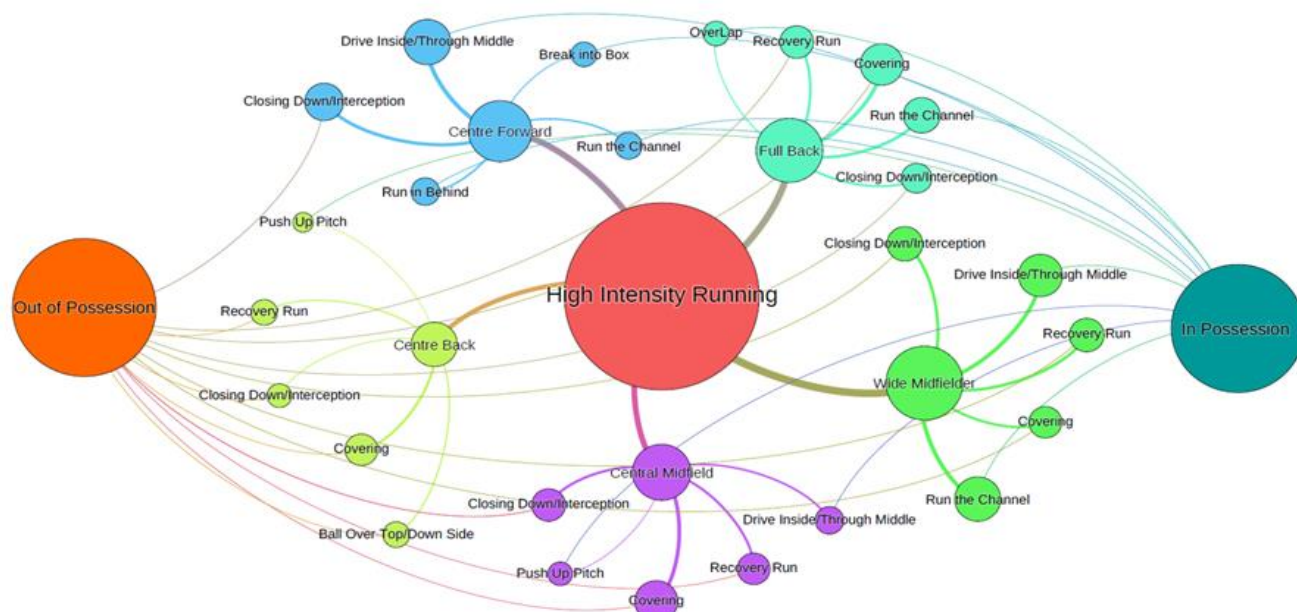 OverLap
Drive Inside/Through Middle
Recovery Run
Break into Box
Covering
Closing Down/Interception
Run the Channel
Centre Forward
Run the Channel
Full Back
Closing Down/Interception
Run in Behind
Push Up Pitch
Closing Down/Interception
Drive Inside/Through Middle
High Intensity Running
Out of Possession
Recovery Run
In Possession
Recovery Run
Centre Back
Wide Midfielder
Closing Down/Interception
Covering
Covering
Central Midfield
Run the Channel
Closing Down/Interception
Drive Inside/Through Middle
Ball Over Top/Down Side
Recovery Run
Push Up Pitch
Covering